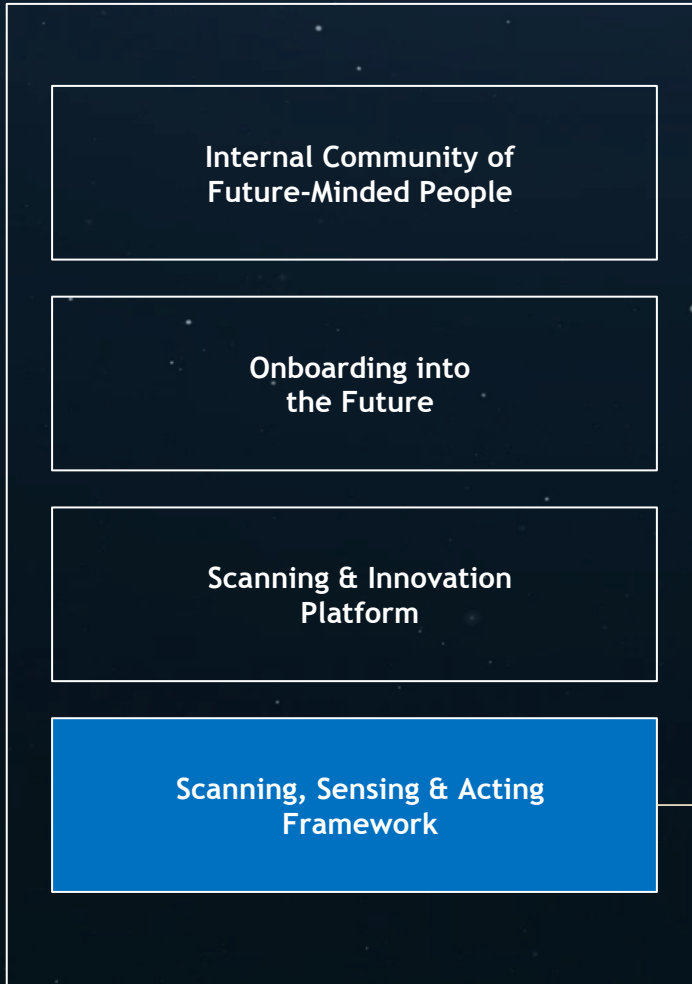 Internal Community of
Future-Minded People
Onboarding into
the Future
Scanning & Innovation
Platform
Scanning, Sensing & Acting
Framework